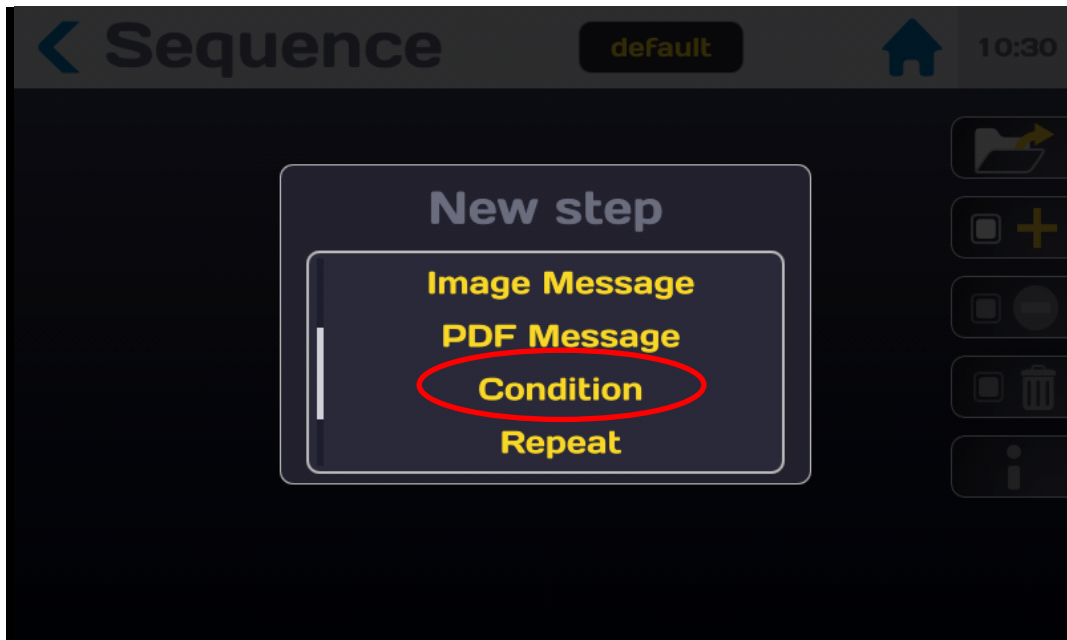 Sequence default 10:30
New step
Image Message
PDF Message
Condition
Repeat